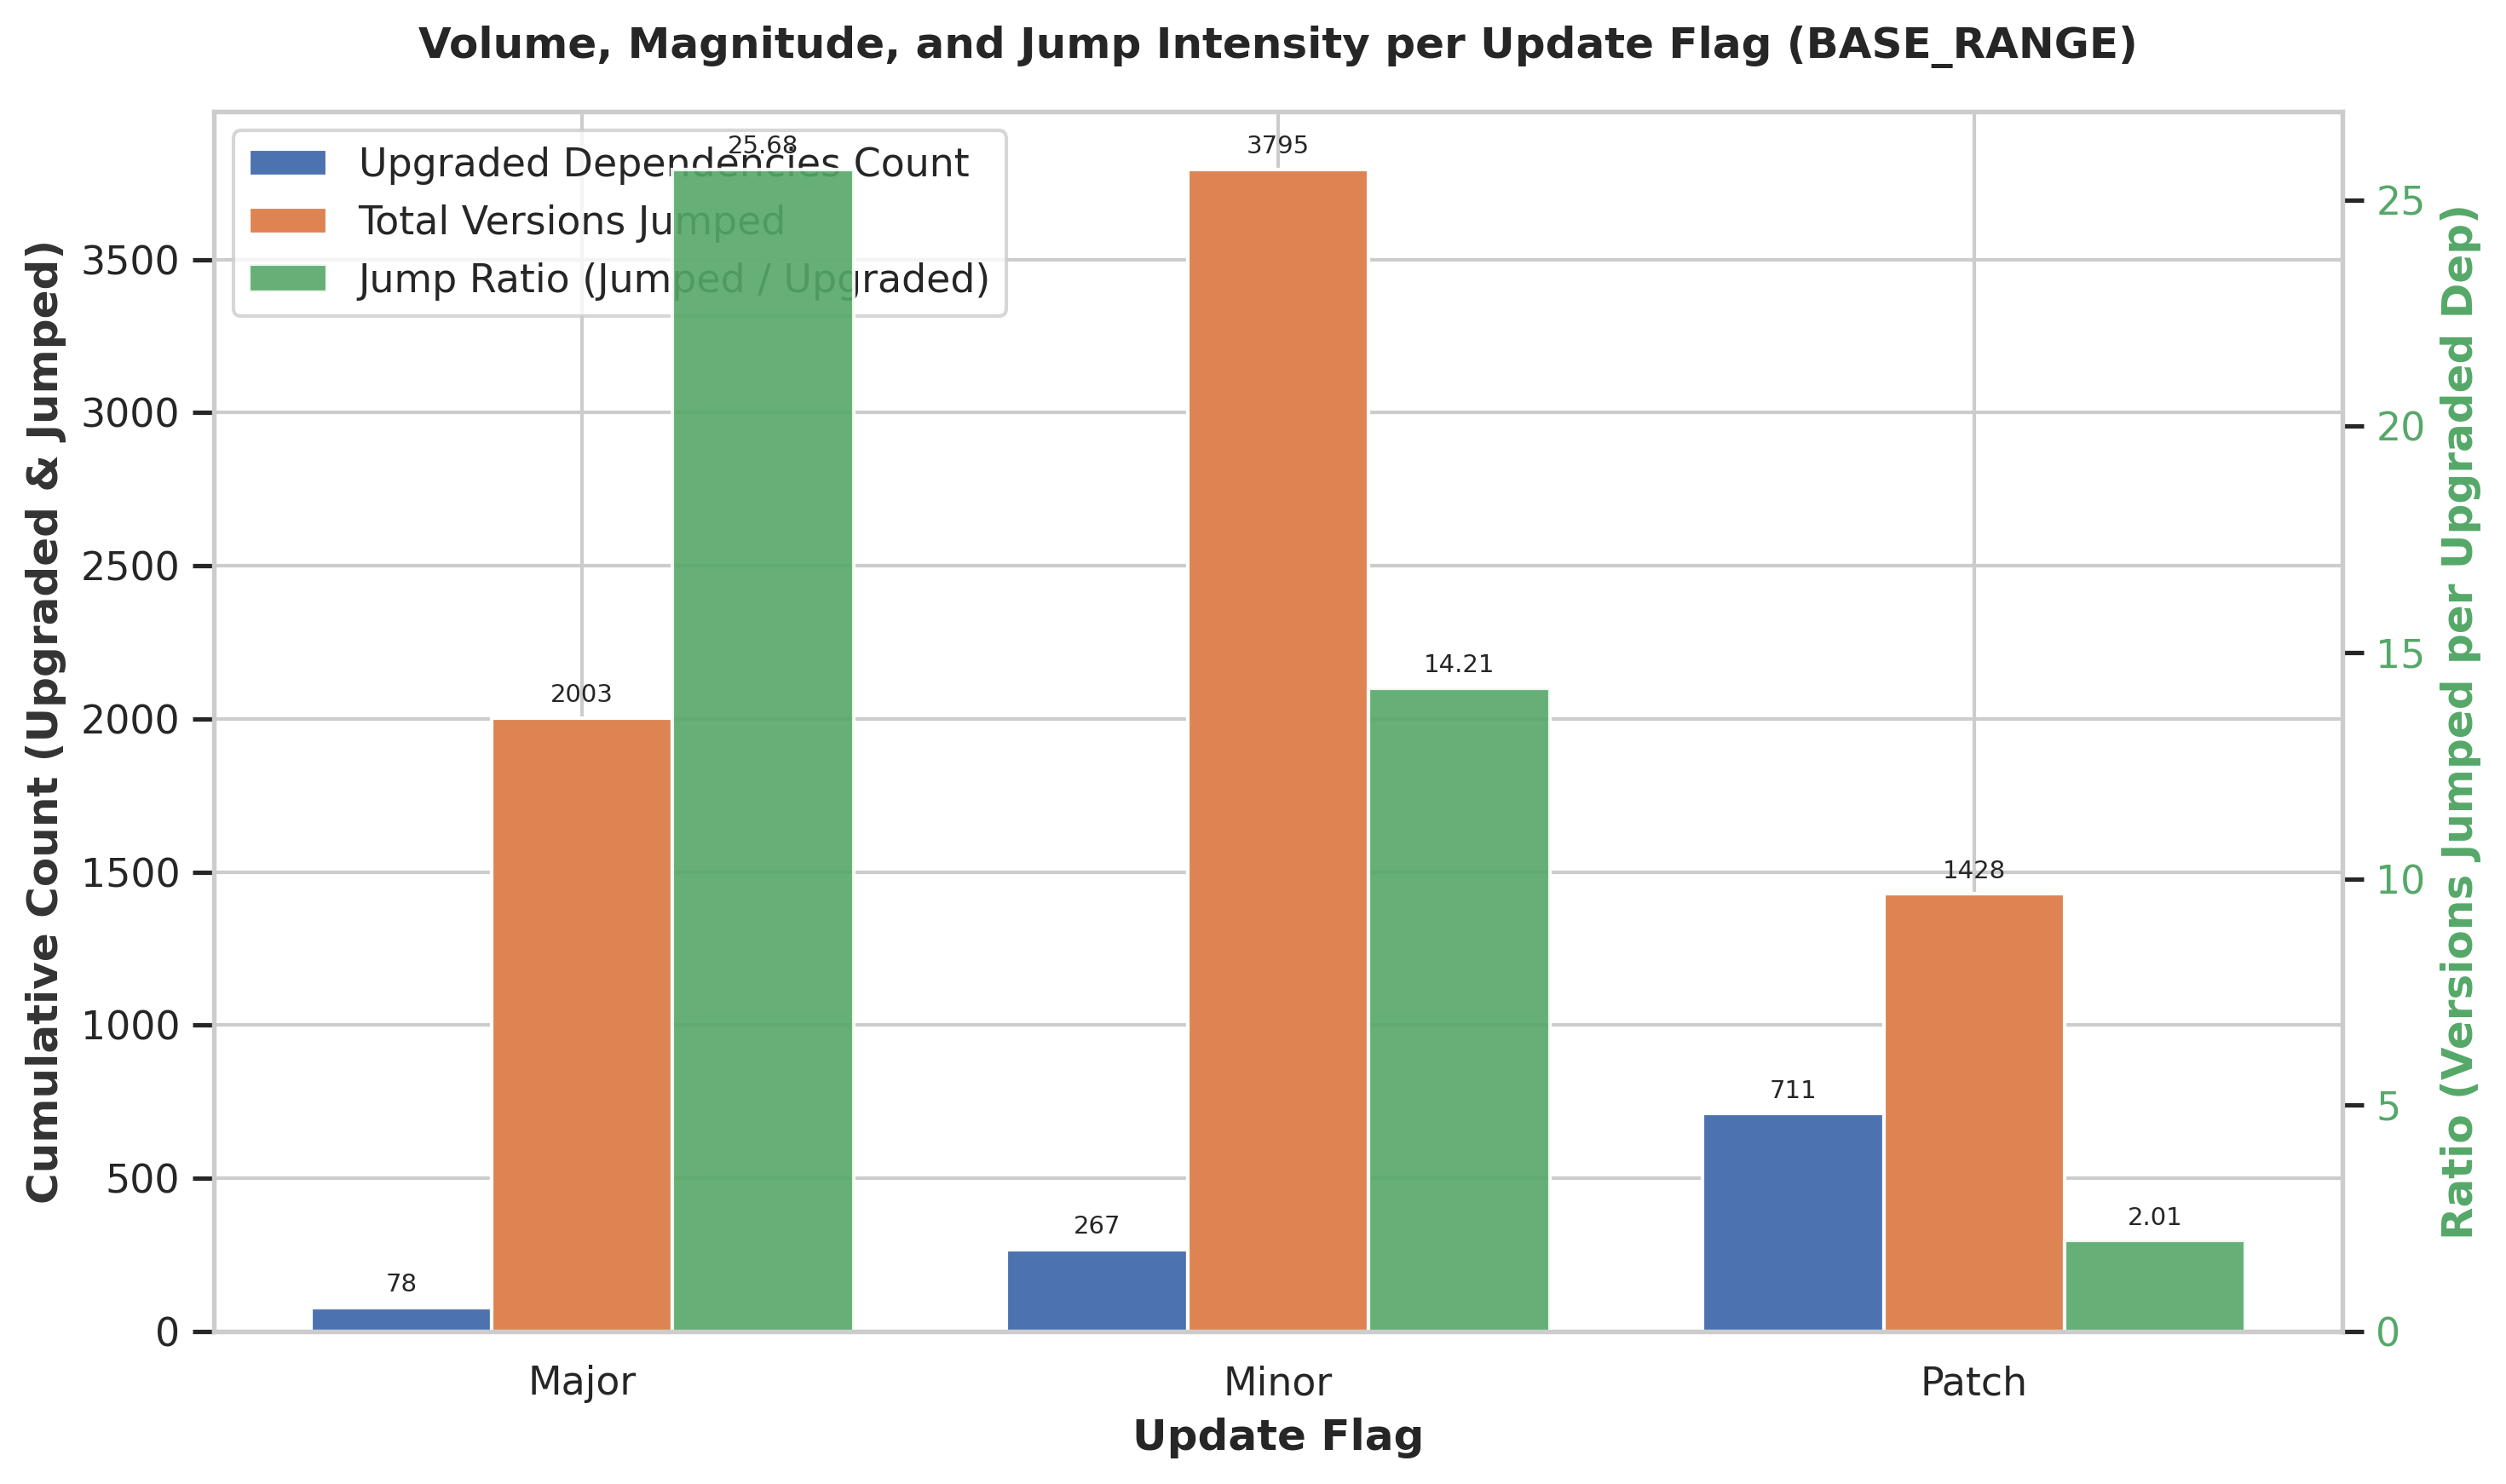 Volume, Magnitude, and Jump Intensity per Update Flag (BASE_RANGE)
Upgraded Dependencies Count
Total Versions Jumped
Jump Ratio (Jumped / Upgraded)
Cumulative Count (Upgraded & Jumped)
3500
3000
2500
2000
1500
1000
500
0
25.68
3795
2003
14.21
1428
711
267
78
2.01
25
20
15
10
5
0
Ratio (Versions Jumped per Upgraded Dep)
Major
Minor
Patch
Update Flag